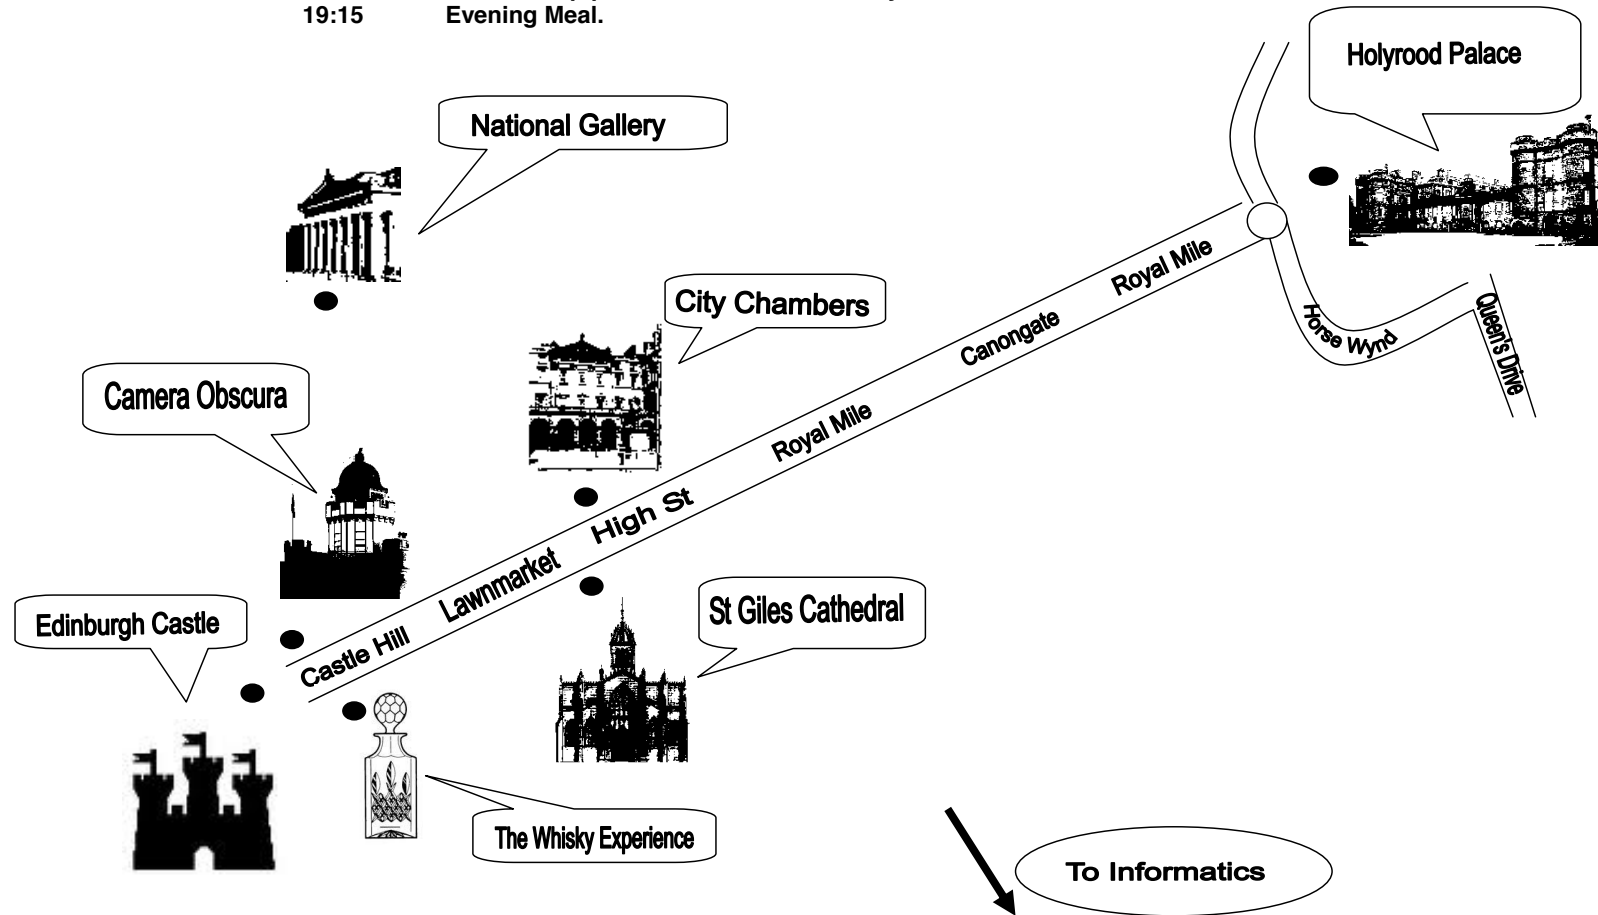 19:15 Evening Meal.
Holyrood Palace
National Gallery
Royal Mile
City Chambers
Horse Wynd
Queen's Drive
Canongate
Camera Obscura
Royal Mile
High St
Lawnmarket
St Giles Cathedral
Edinburgh Castle
Castle Hill
The Whisky Experience
To Informatics